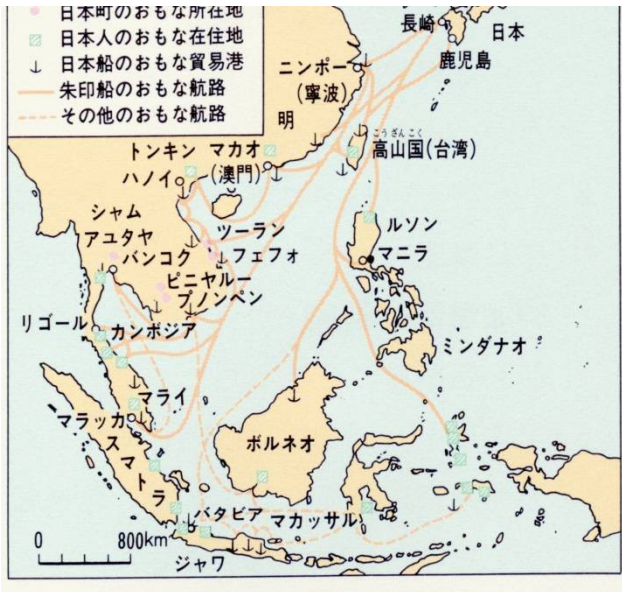 日本町のおもな所在地
日本人のおもな在住地
日本船のおもな貿易港
朱印船のおもな航路
その他のおもな航路
長崎
日本
鹿児島
ニンポー
(寧波)
明
こうざんこく
高山国(台湾)
トンキン
マカオ
(澳門)
ハノイ
シャム
アユタヤ
バンコク
ツーラン
フェフォ
ルソン
マニラ
ピニャルー
プノンペン
リゴール
カンボジア
ミンダナオ
マライ
マラッカ
スマトラ
ボルネオ
バタビア
マカッサル
0 800km
ジャワ